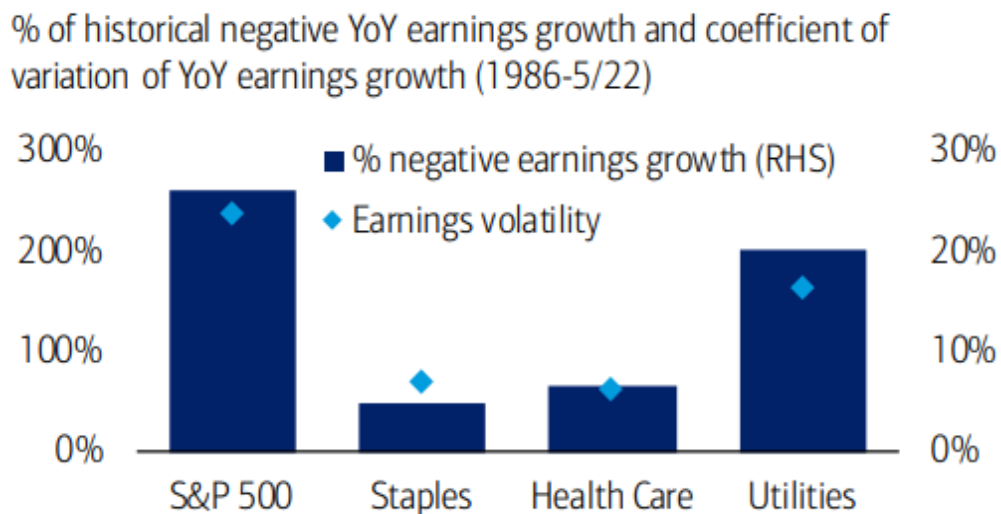 % of historical negative YoY earnings growth and coefficient of
variation of YoY earnings growth (1986-5/22)
300%
% negative earnings growth (RHS)
30%
Earnings volatility
200%
20%
100%
10%
0%
0%
S&P 500
Staples
Health Care
Utilities